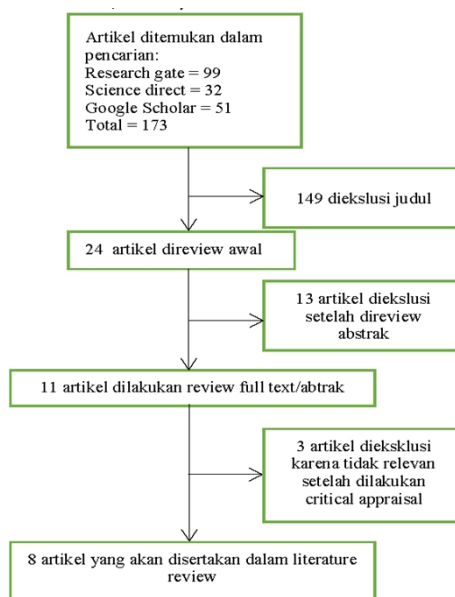 Artikel ditemukan dalam
pencarian:
Research gate = 99
Science direct = 32
Google Scholar = 51
Total = 173
149 diekslusi judul
24 artikel direview awal
13 artikel diekslusi
setelah direview
abstrak
11 artikel dilakukan review full text/abtrak
3 artikel dieksklusi
karena tidak relevan
setelah dilakukan
critical appraisal
8 artikel yang akan disertakan dalam literature
review